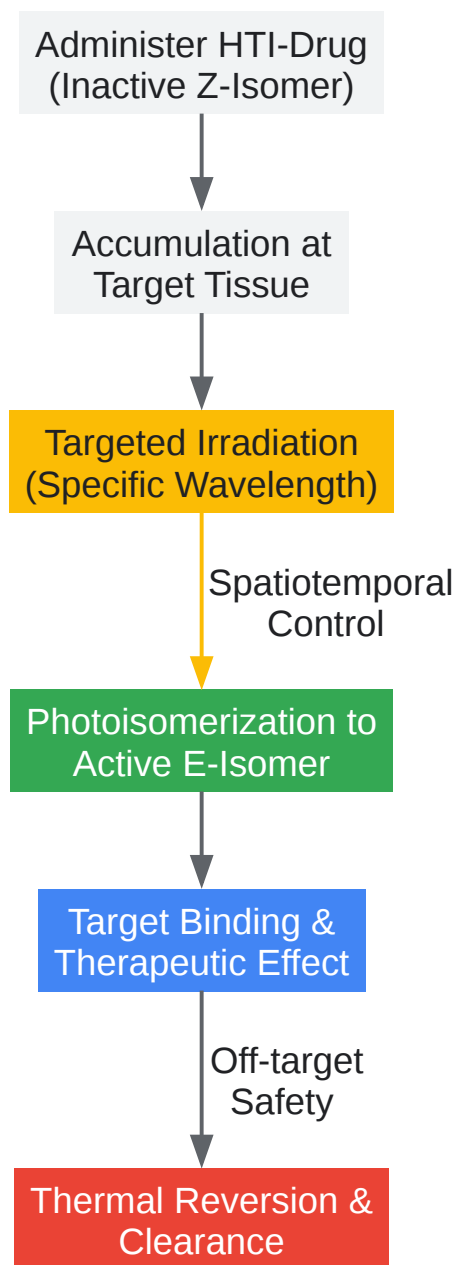 Administer HTI-Drug
(Inactive Z-Isomer)
Accumulation at
Target Tissue
Targeted Irradiation
(Specific Wavelength)
Spatiotemporal
Control
Photoisomerization to
Active E-Isomer
Target Binding &
Therapeutic Effect
Off-target
Safety
Thermal Reversion &
Clearance